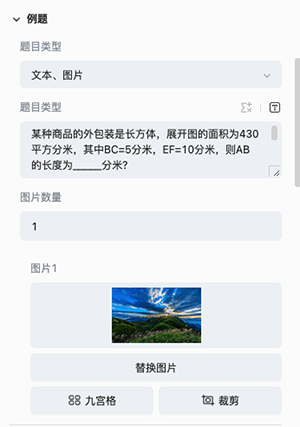 例题
题目类型
文本、图片
题目类型
某种商品的外包装是长方体，展开图的面积为430
平方分米，其中BC=5分米，EF=10分米，则AB
的长度为______分米?
图片数量
1
图片1
替换图片
九宫格 裁剪